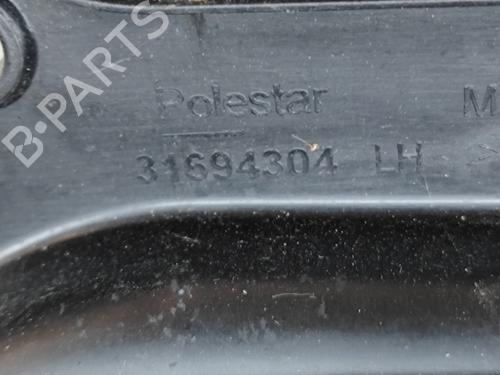 B-PARTS
Polestar M
31694304 LH >